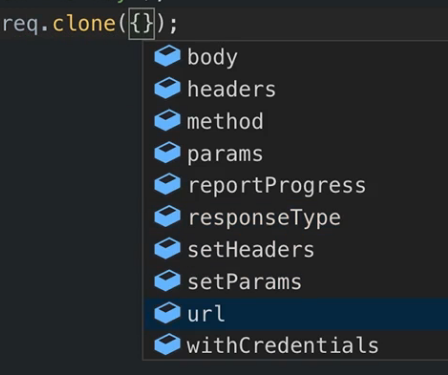 req.clone({});
body
headers
method
params
reportProgress
responseType
setHeaders
setParams
url
withCredentials